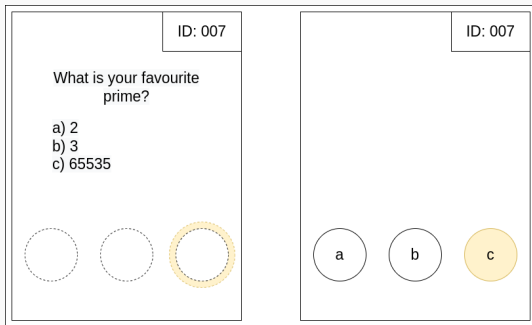 ID: 007
What is your favourite
prime?
a) 2
b) 3
c) 65535
ID: 007
a
b
c